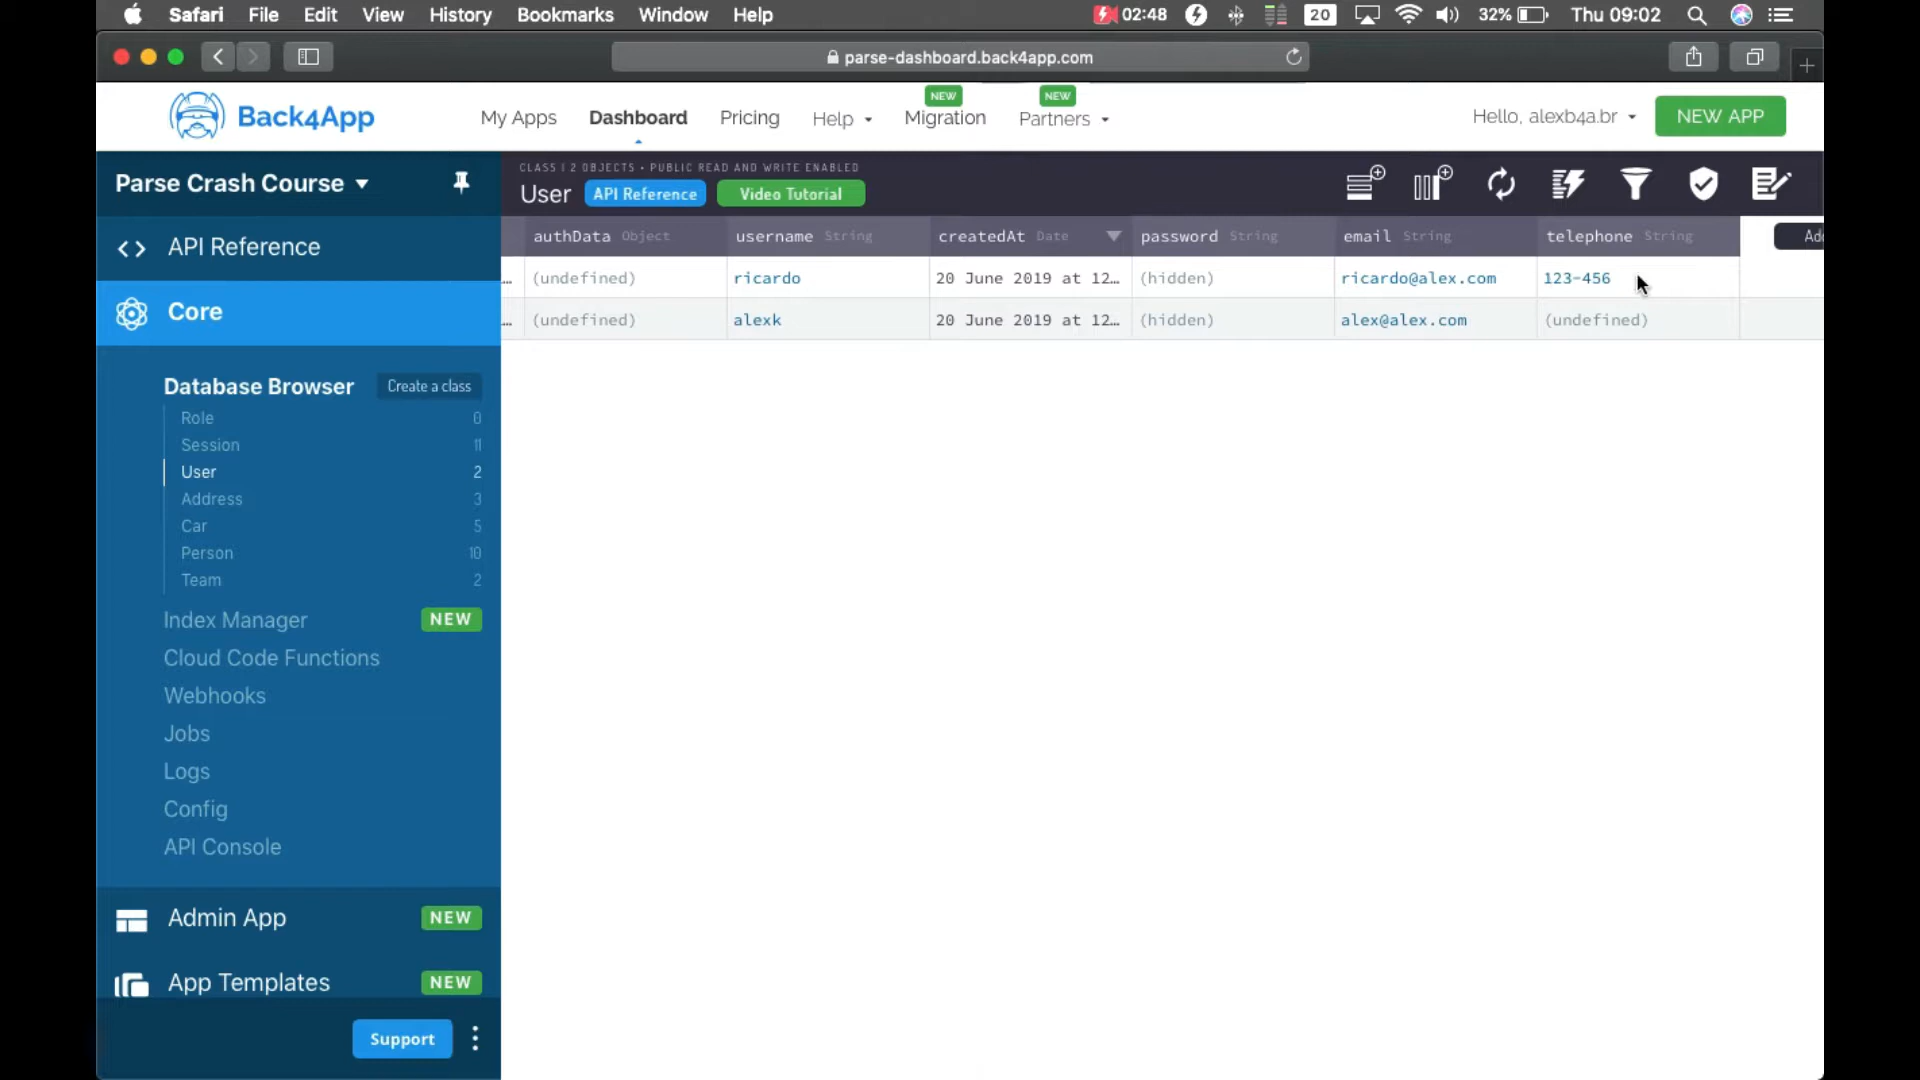 Safari File Edit View History Bookmarks Window Help 02:48 20 32% Thu 09:02
parse-dashboard.back4app.com
Back4App My Apps Dashboard Pricing Help NEW Migration NEW Partners Hello, alexb4a.br NEW APP
Parse Crash Course
API Reference
Core
Database Browser Create a class
Role 0
Session 11
User 2
Address 3
Car 5
Person 10
Team 2
Index Manager NEW
Cloud Code Functions
Webhooks
Jobs
Logs
Config
API Console
Admin App NEW
App Templates NEW
Support
CLASS | 2 OBJECTS • PUBLIC READ AND WRITE ENABLED
User API Reference Video Tutorial
authData Object username String createdAt Date password String email String telephone String
... (undefined) ricardo 20 June 2019 at 12... (hidden) ricardo@alex.com 123-456
... (undefined) alexk 20 June 2019 at 12... (hidden) alex@alex.com (undefined)